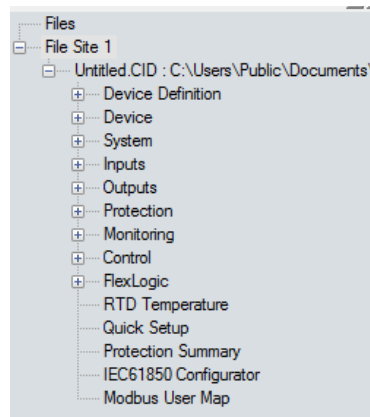 Files
File Site 1
Untitled.CID : C:\Users\Public\Documents\
Device Definition
Device
System
Inputs
Outputs
Protection
Monitoring
Control
FlexLogic
RTD Temperature
Quick Setup
Protection Summary
IEC61850 Configurator
Modbus User Map